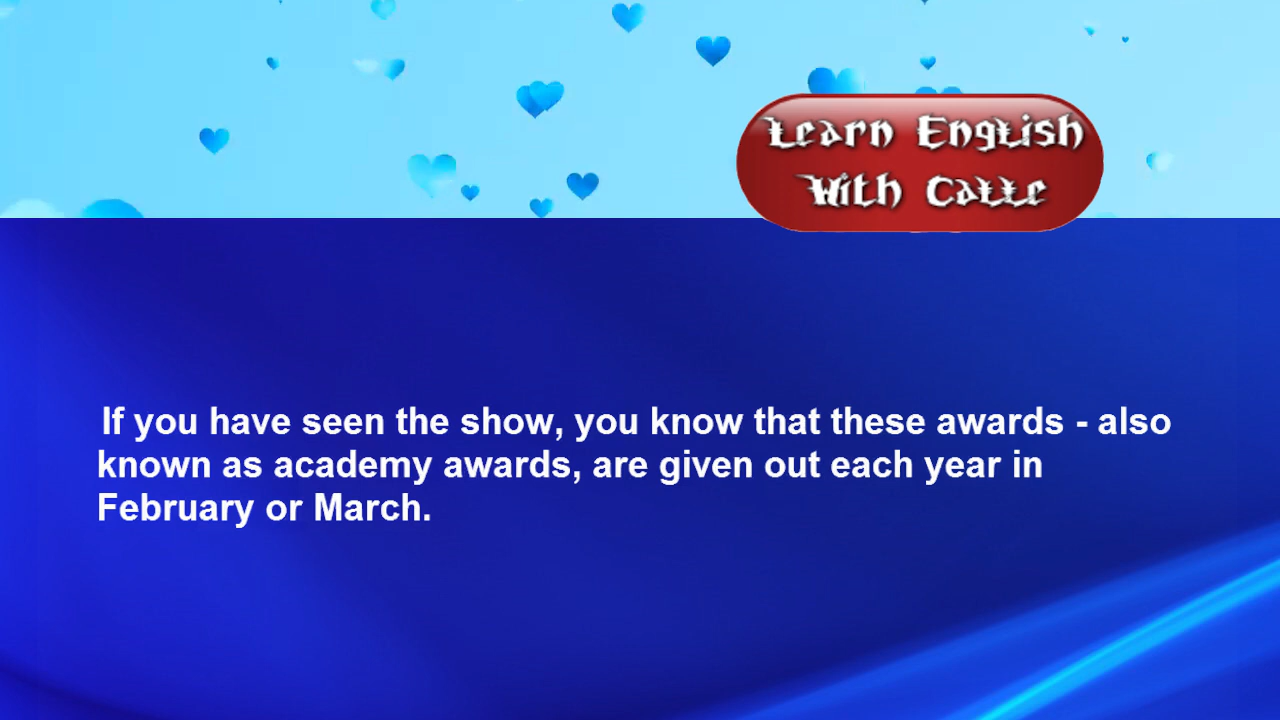 Learn English
With Catte
If you have seen the show, you know that these awards - also
known as academy awards, are given out each year in
February or March.